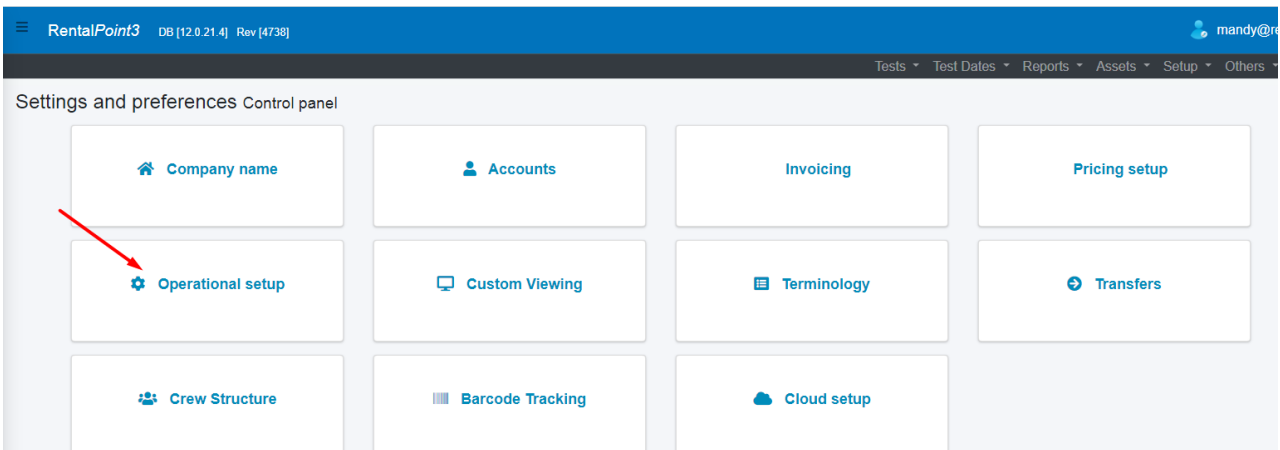 RentalPoint3 DB [12.0.21.4] Rev [4738] mandy@re
Tests Test Dates Reports Assets Setup Others
Settings and preferences Control panel
Company name Accounts Invoicing Pricing setup
Operational setup Custom Viewing Terminology Transfers
Crew Structure Barcode Tracking Cloud setup